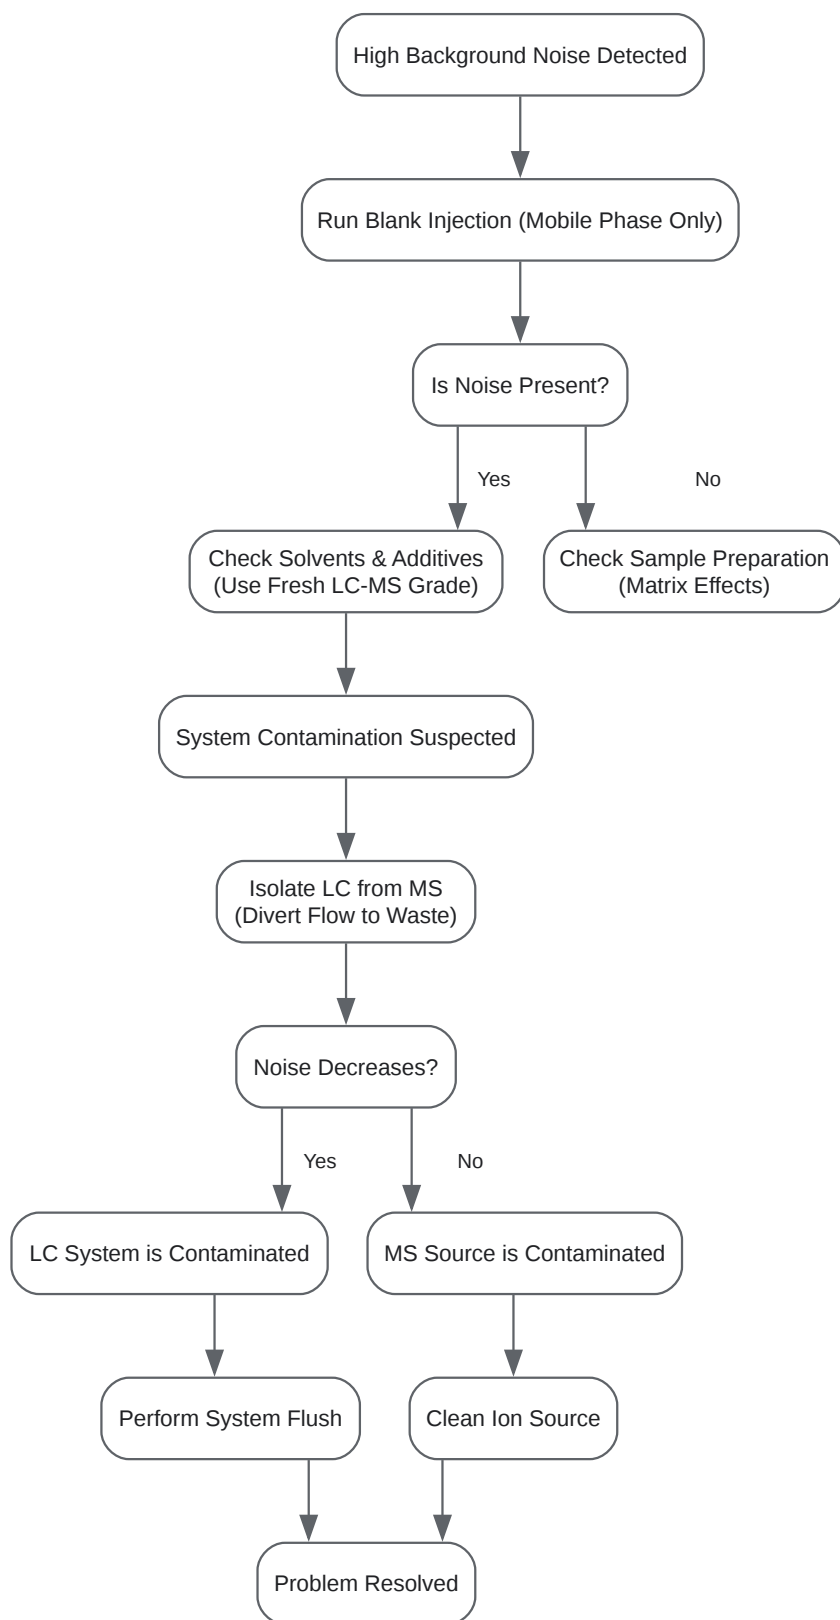 High Background Noise Detected
Run Blank Injection (Mobile Phase Only)
Is Noise Present?
Yes
No
Check Solvents & Additives
(Use Fresh LC-MS Grade)
Check Sample Preparation
(Matrix Effects)
System Contamination Suspected
Isolate LC from MS
(Divert Flow to Waste)
Noise Decreases?
Yes
No
LC System is Contaminated
MS Source is Contaminated
Perform System Flush
Clean Ion Source
Problem Resolved